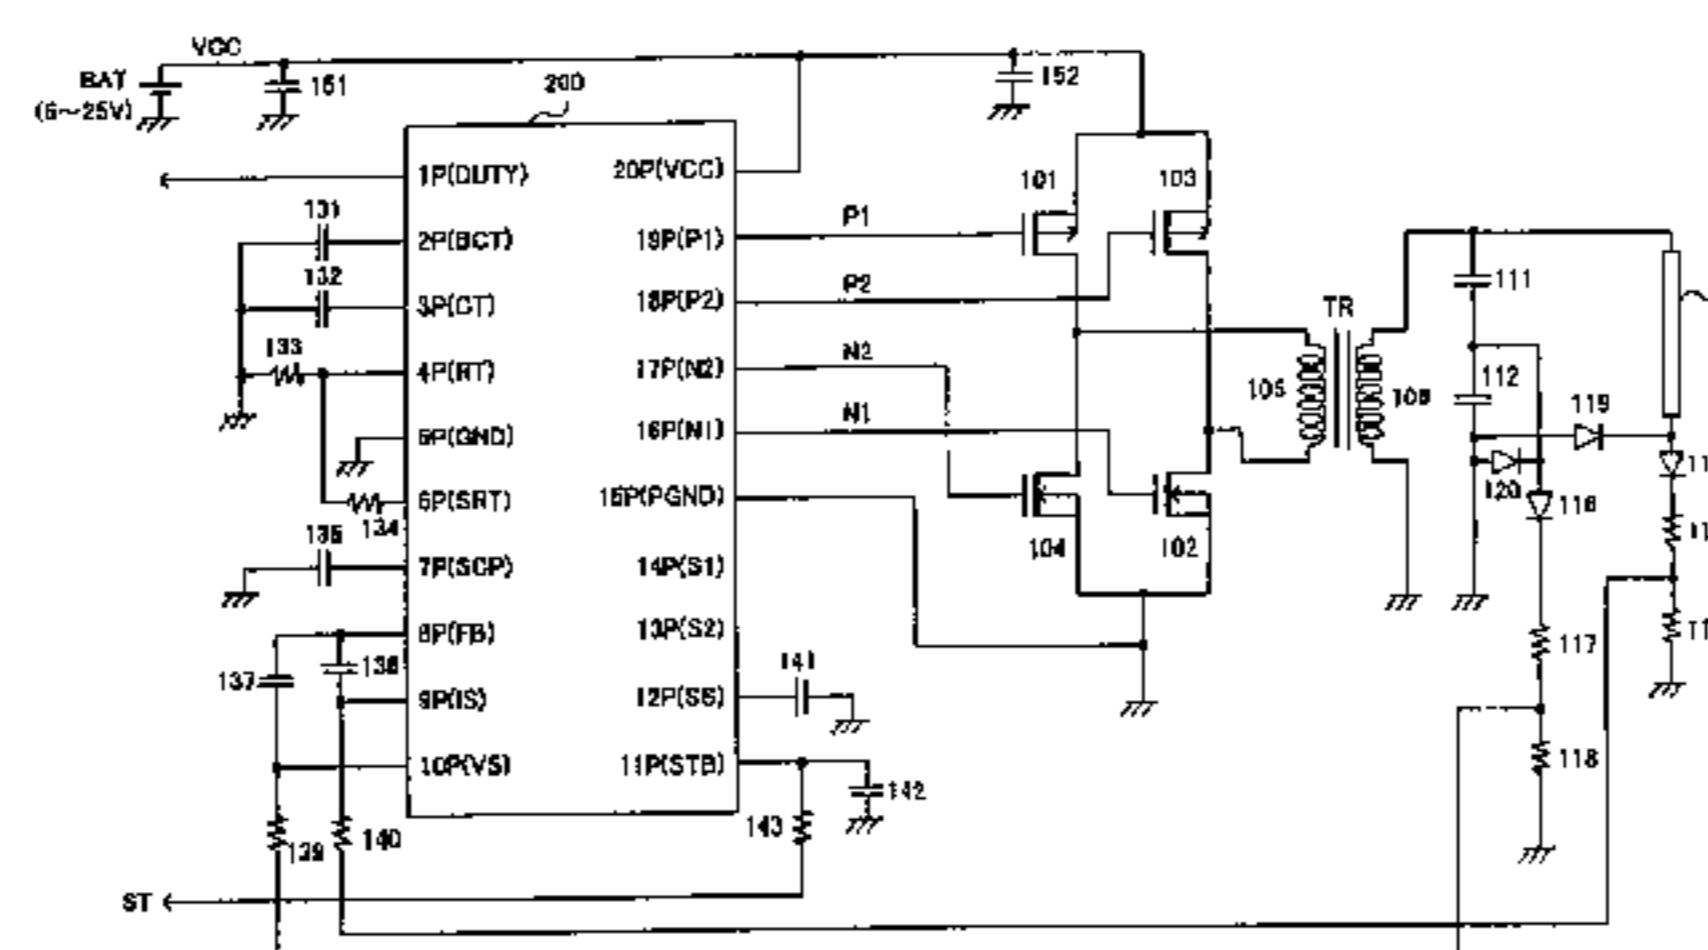 VCC
BAT
(6~25V)
151
200
152
1P(DUTY)
20P(VCC)
101
103
131
2P(BCT)
19P(P1)
P1
132
3P(CT)
18P(P2)
P2
111
TR
133
4P(RT)
17P(N2)
N2
105
106
112
119
5P(GND)
16P(N1)
N1
6P(SRT)
134
15P(PGND)
120
116
135
7P(SCP)
14P(S1)
104
102
8P(FB)
13P(S2)
117
137
136
9P(IS)
12P(SS)
141
10P(VS)
11P(STB)
118
142
139
140
143
ST